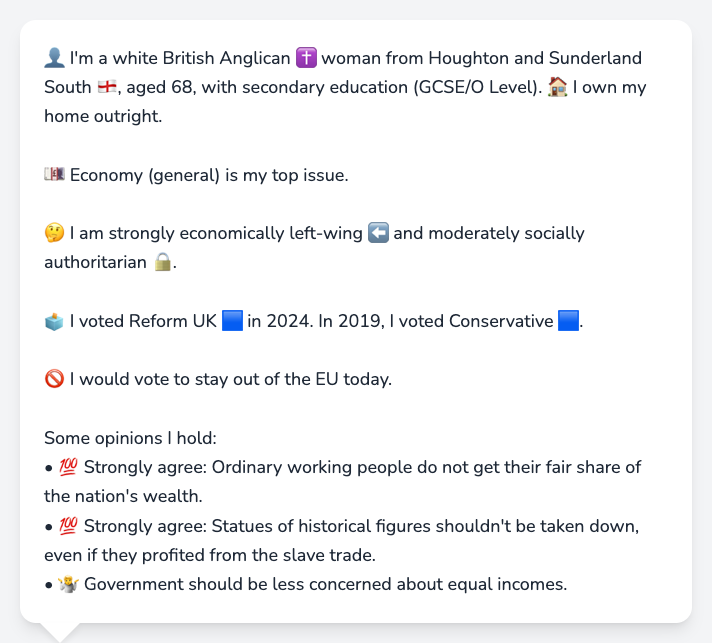 👤 I'm a white British Anglican ✝️ woman from Houghton and Sunderland
South 🏴󠁧󠁢󠁥󠁮󠁧󠁿, aged 68, with secondary education (GCSE/O Level). 🏠 I own my
home outright.
💷 Economy (general) is my top issue.
🤔 I am strongly economically left-wing ⬅️ and moderately socially
authoritarian 🔒.
🗳️ I voted Reform UK 🟦 in 2024. In 2019, I voted Conservative 🟦.
🚫 I would vote to stay out of the EU today.
Some opinions I hold:
• 💯 Strongly agree: Ordinary working people do not get their fair share of
the nation's wealth.
• 💯 Strongly agree: Statues of historical figures shouldn't be taken down,
even if they profited from the slave trade.
• 🤷 Government should be less concerned about equal incomes.